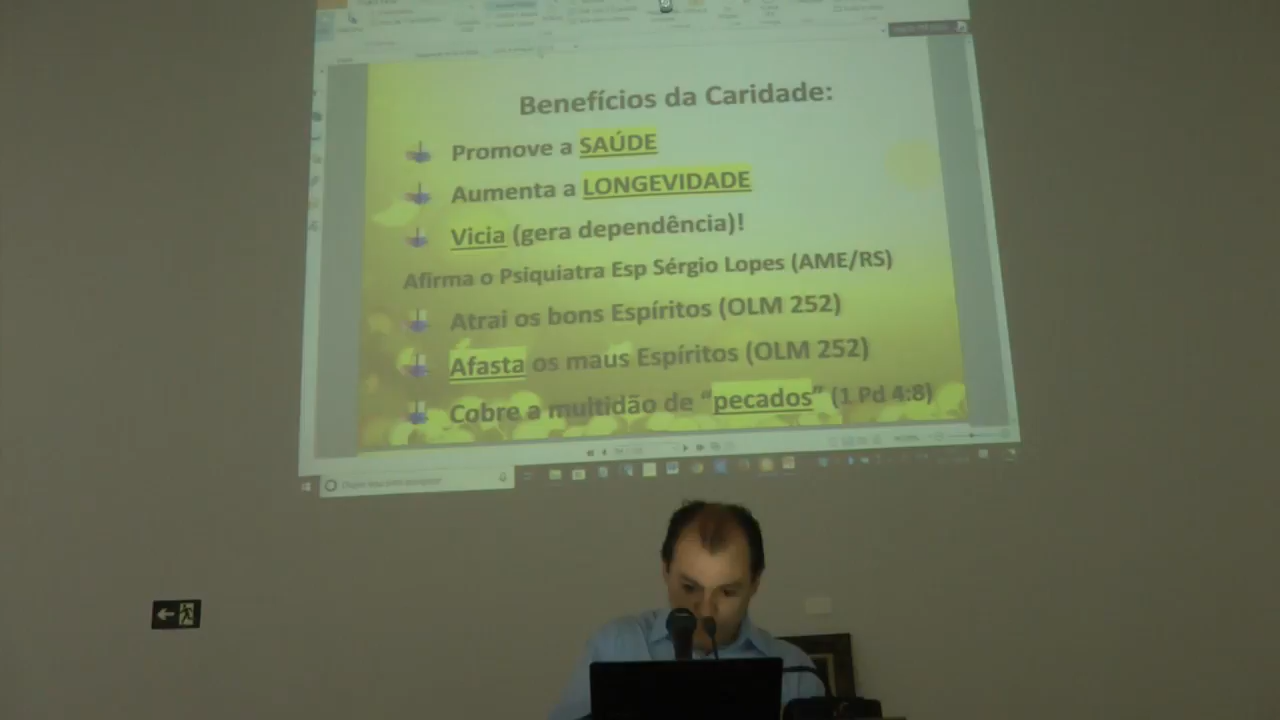 Benefícios da Caridade:
Promove a SAÚDE
Aumenta a LONGEVIDADE
Vicia (gera dependência)!
Afirma o Psiquiatra Esp Sérgio Lopes (AME/RS)
Atrai os bons Espíritos (OLM 252)
Afasta os maus Espíritos (OLM 252)
Cobre a multidão de “pecados” (1 Pd 4:8)